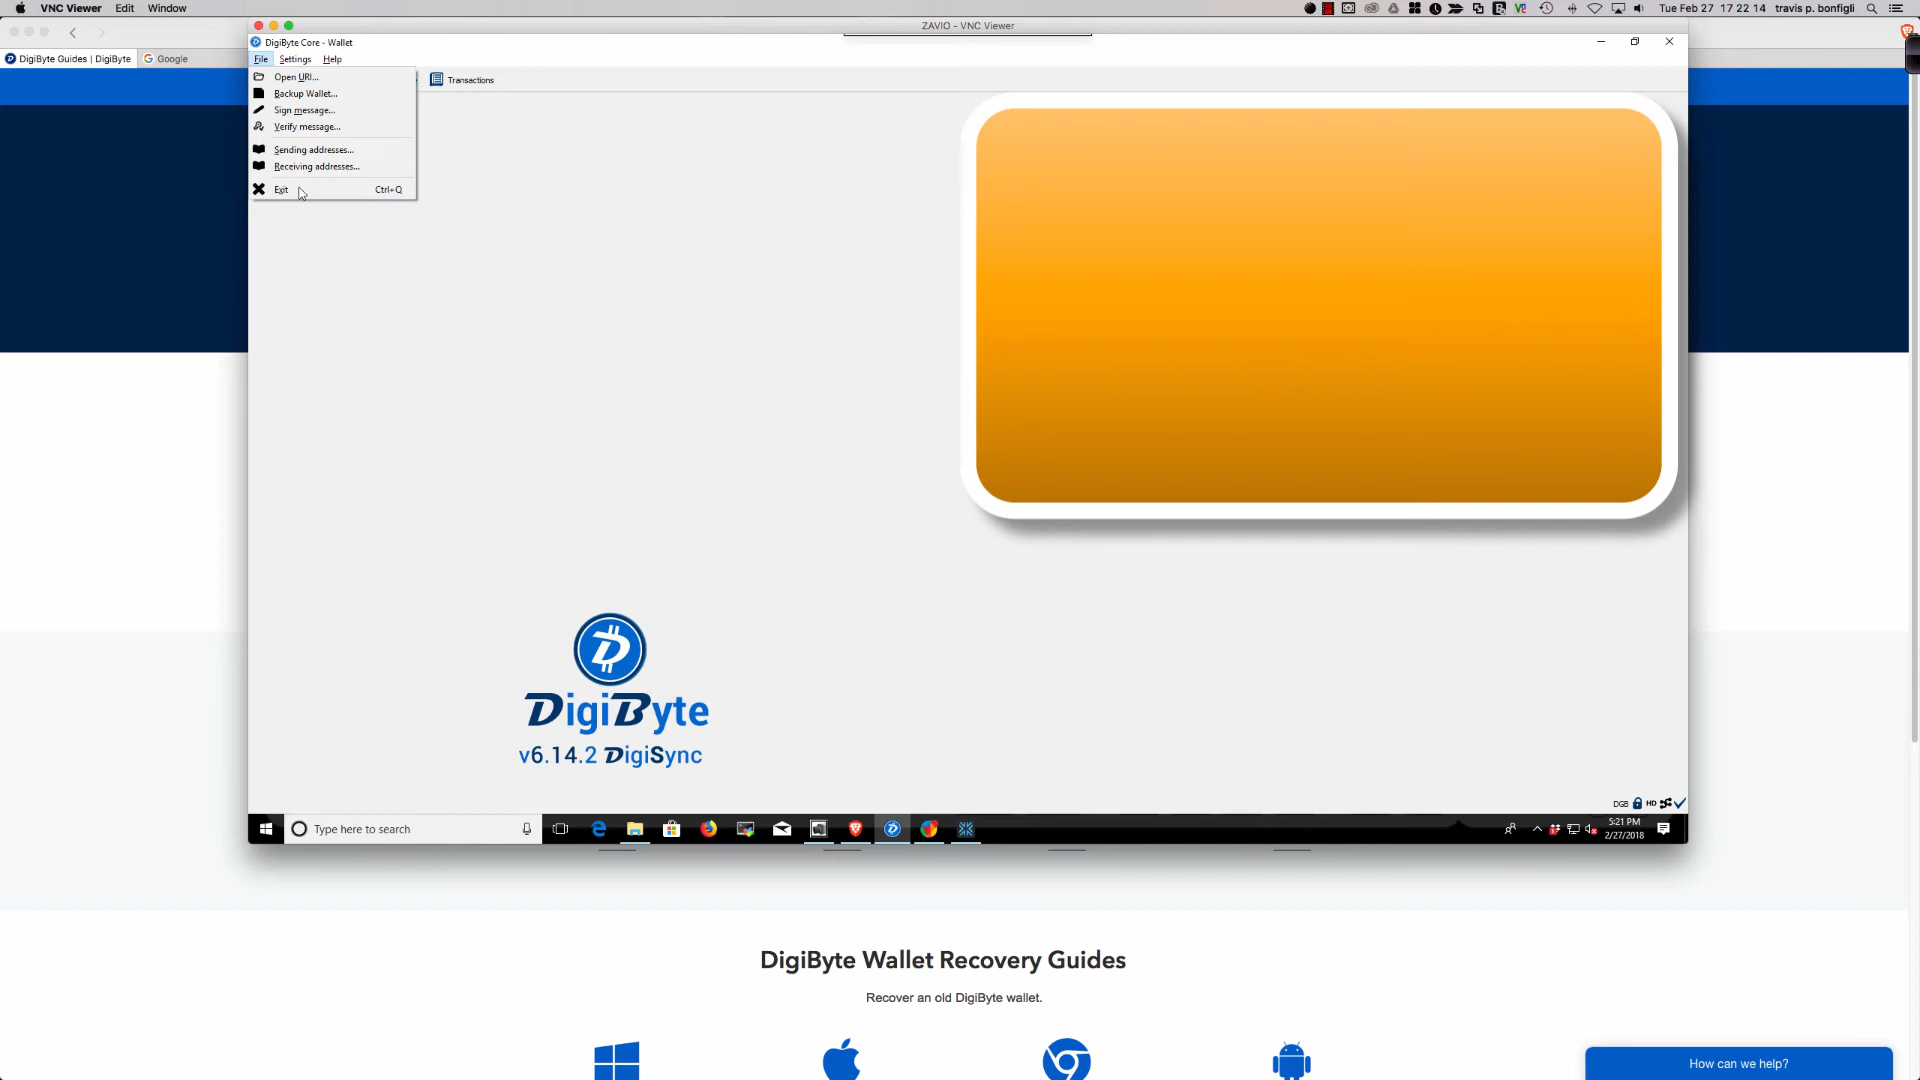 VNC Viewer Edit Window
Tue Feb 27 17 22 14 travis p. bonfigli
ZAVIO - VNC Viewer
DigiByte Core - Wallet
DigiByte Guides | DigiByte
Google
File Settings Help
Open URI...
Transactions
Backup Wallet...
Sign message...
Verify message...
Sending addresses...
Receiving addresses...
Exit Ctrl+Q
DigiByte
v6.14.2 DigiSync
DGB HD
Type here to search
5:21 PM
2/27/2018
DigiByte Wallet Recovery Guides
Recover an old DigiByte wallet.
How can we help?